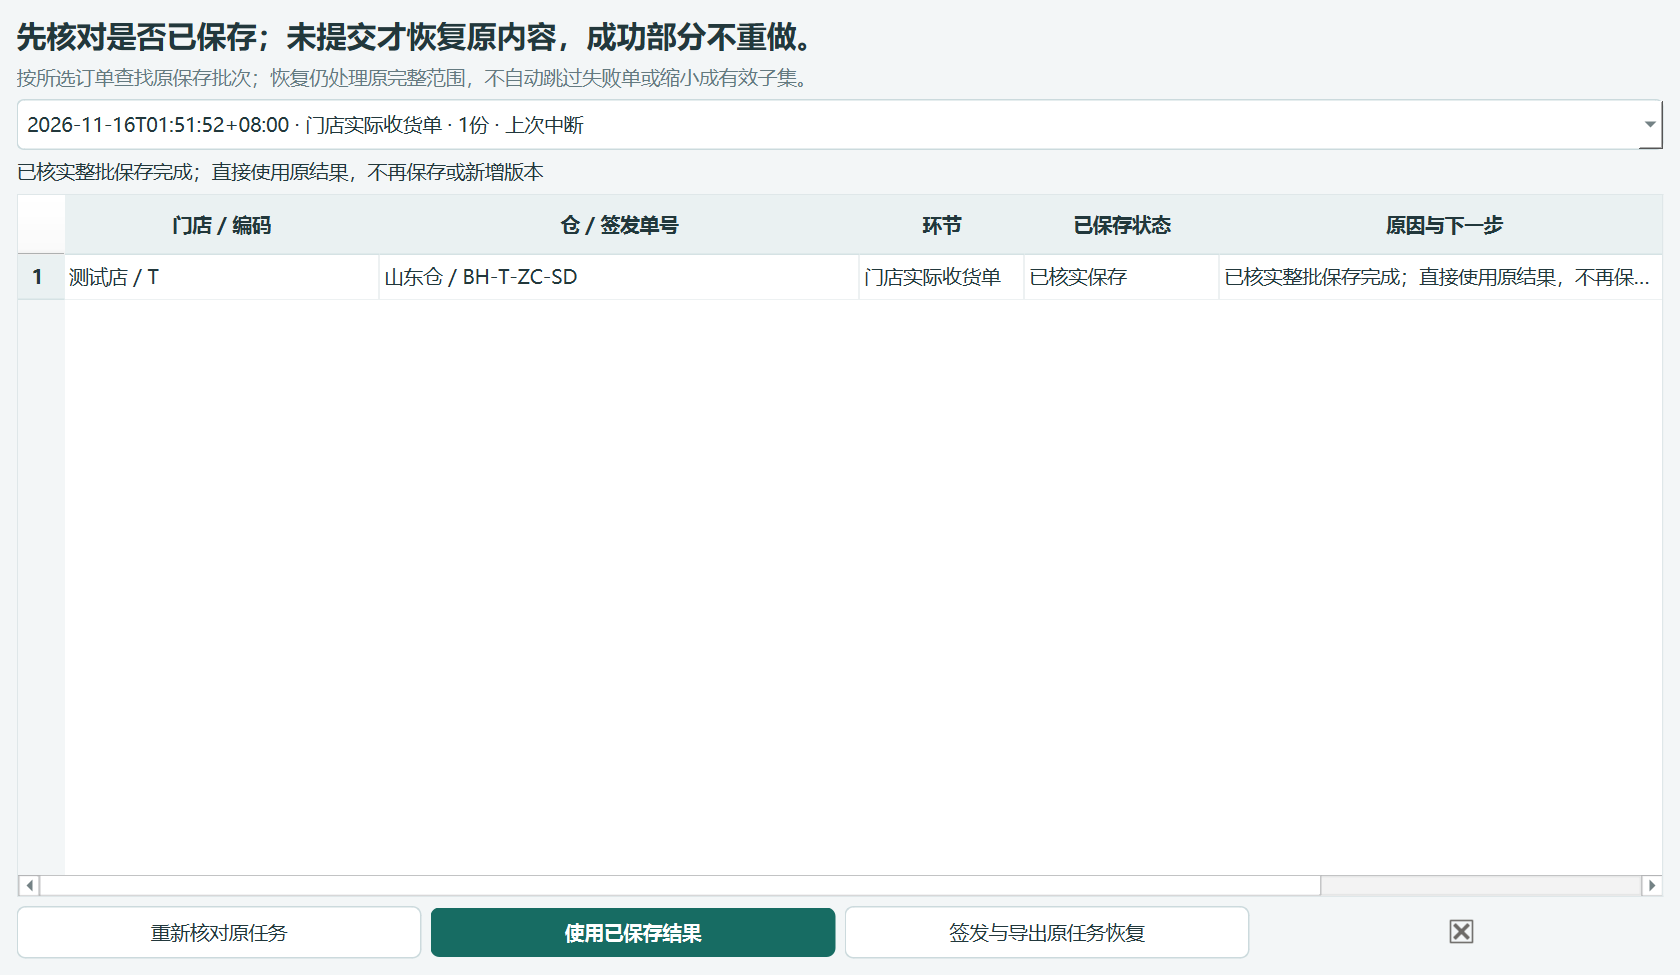 先核对是否已保存；未提交才恢复原内容，成功部分不重做。
按所选订单查找原保存批次；恢复仍处理原完整范围，不自动跳过失败单或缩小成有效子集。
2026-11-16T01:51:52+08:00 · 门店实际收货单 · 1份 · 上次中断
已核实整批保存完成；直接使用原结果，不再保存或新增版本
门店 / 编码 仓 / 签发单号 环节 已保存状态 原因与下一步
1 测试店 / T 山东仓 / BH-T-ZC-SD 门店实际收货单 已核实保存 已核实整批保存完成；直接使用原结果，不再保...
重新核对原任务 使用已保存结果 签发与导出原任务恢复